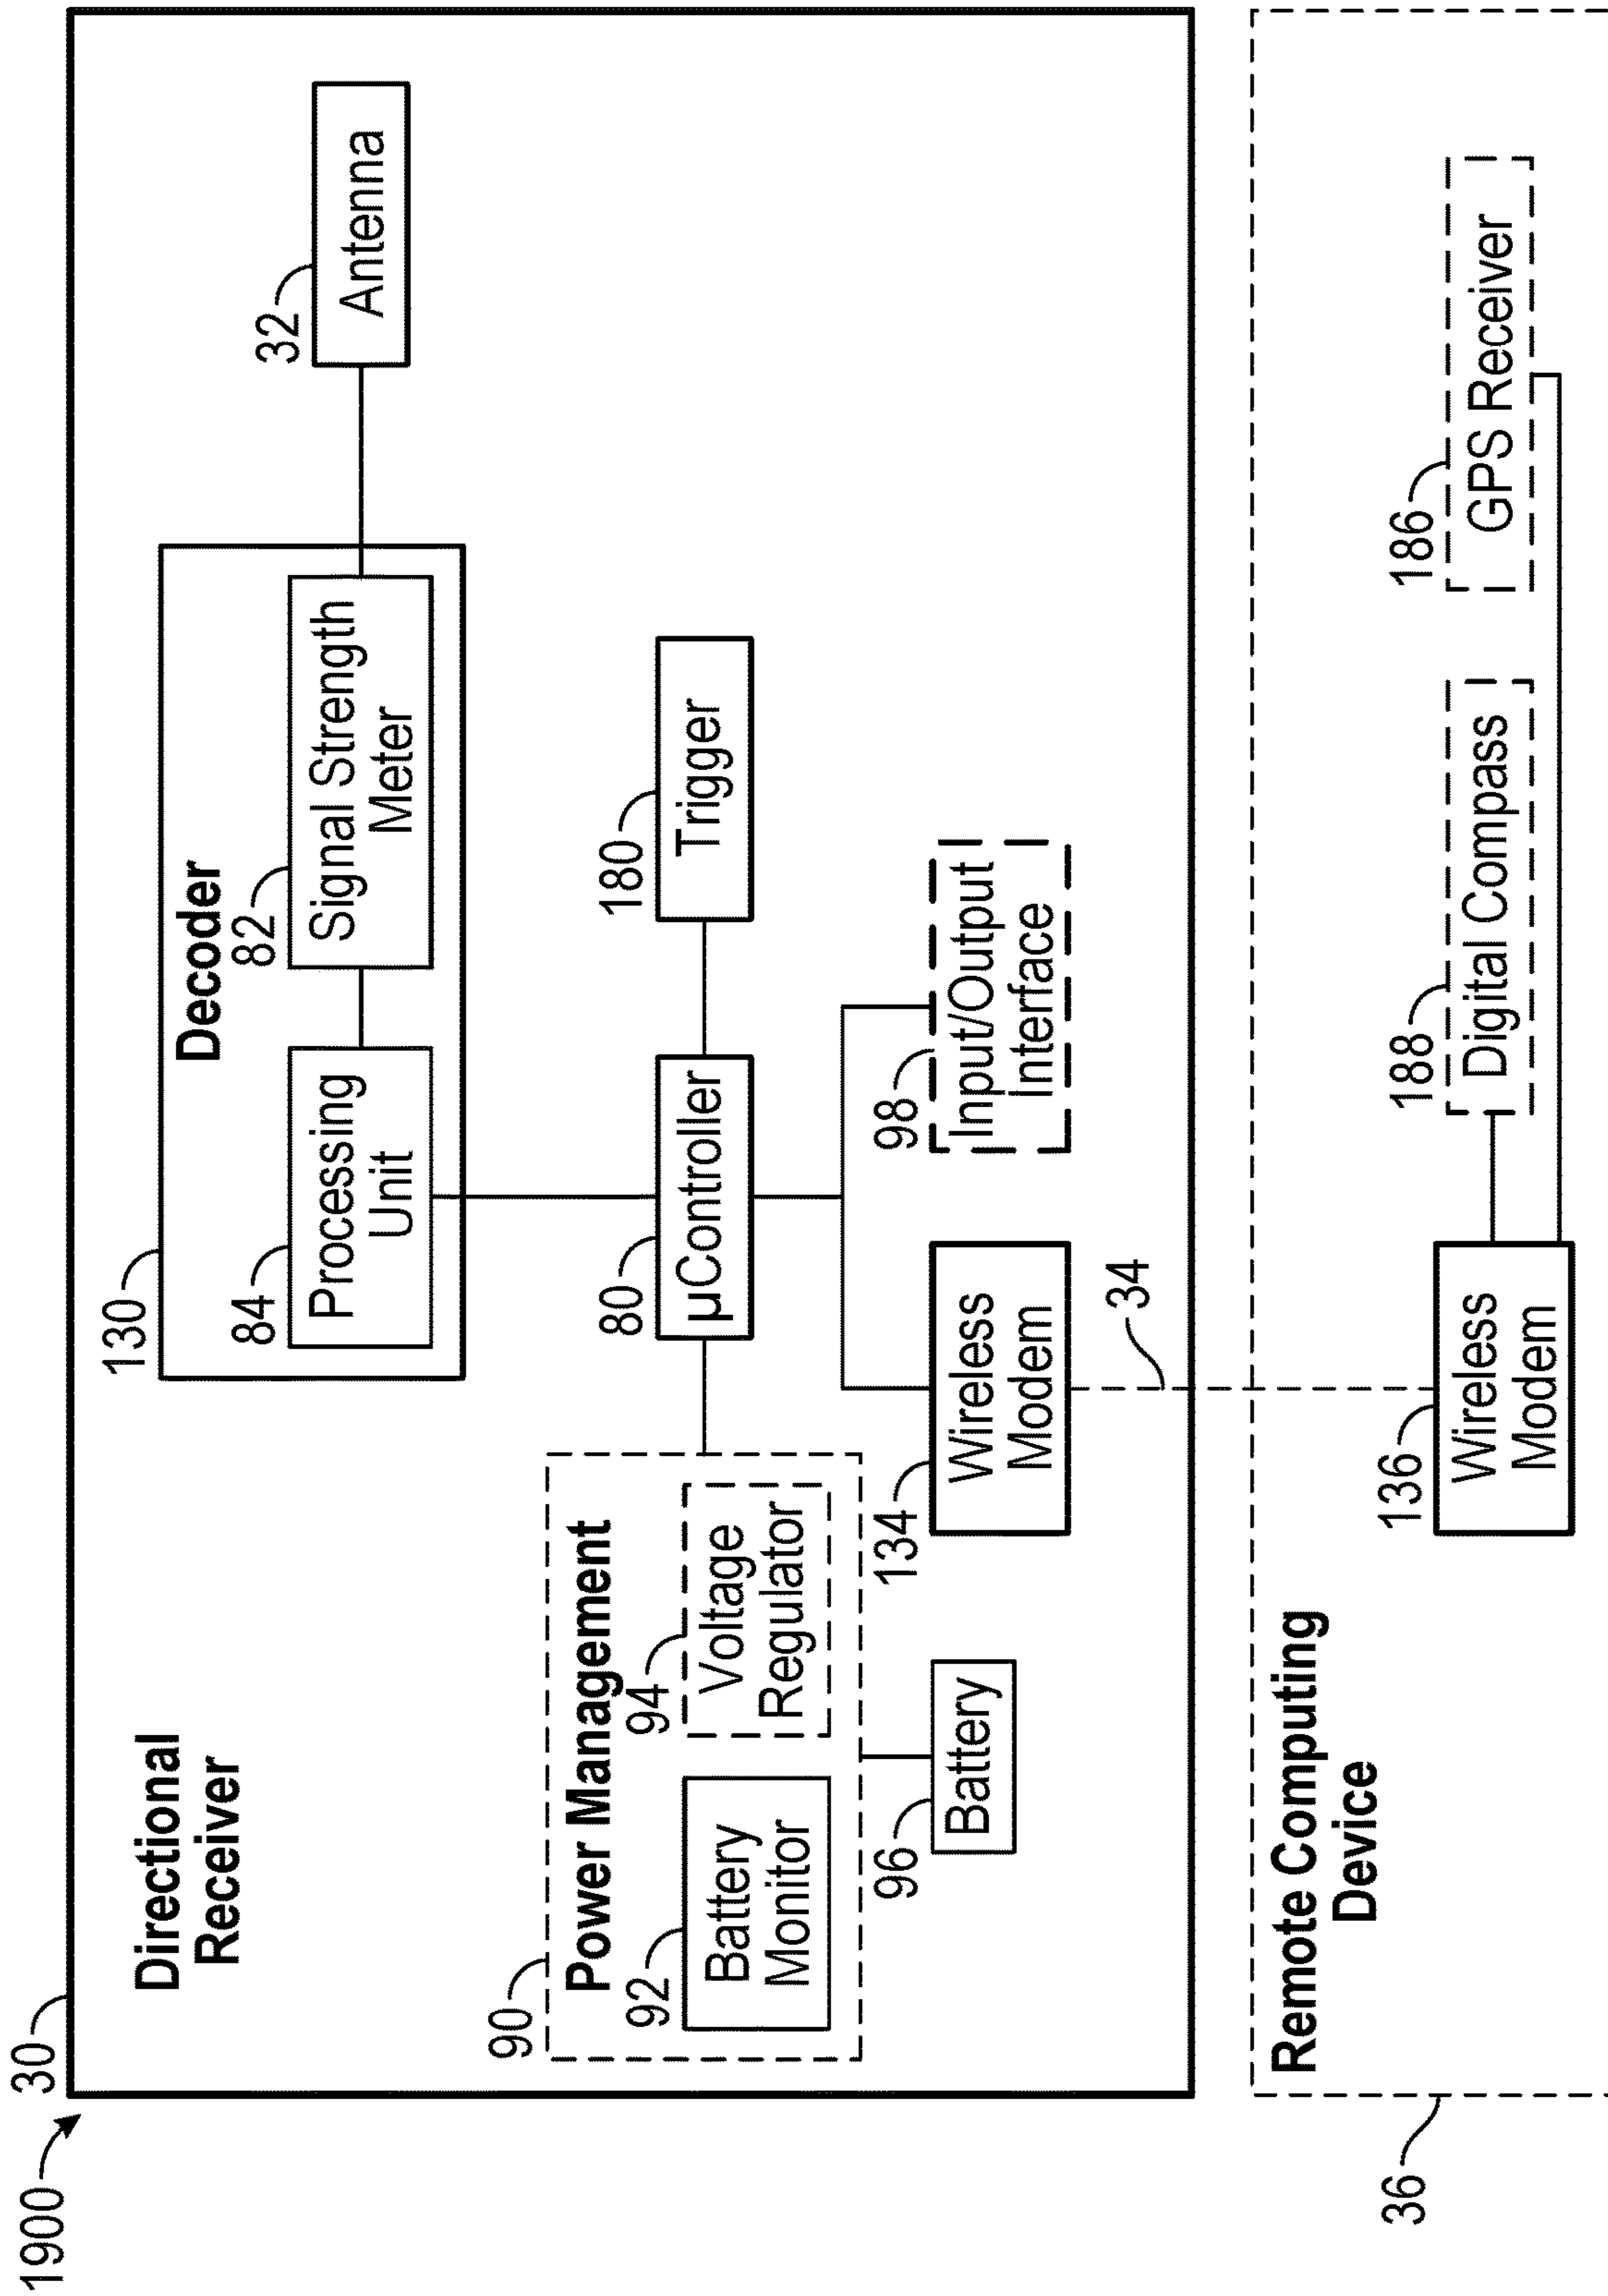 1900
30
Directional
Receiver
130
Decoder
84
Processing
Unit
82
Signal Strength
Meter
32
Antenna
90
Power Management
92
Battery
Monitor
94
Voltage
Regulator
80
µController
180
Trigger
96
Battery
134
Wireless
Modem
98
Input/Output
Interface
34
36
Remote Computing
Device
136
Wireless
Modem
188
Digital Compass
186
GPS Receiver